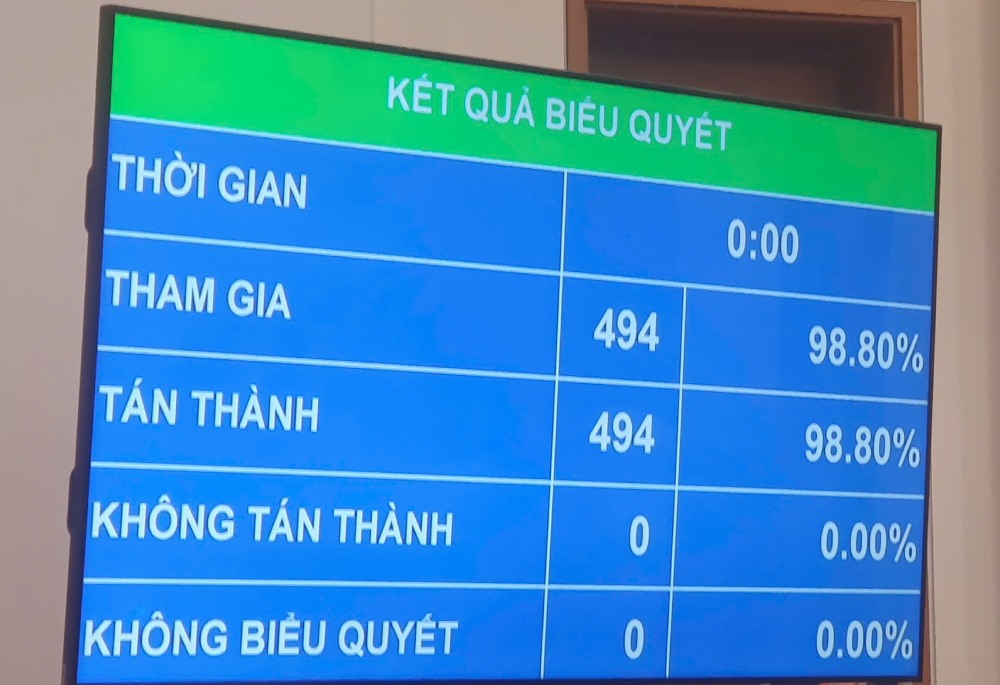 KẾT QUẢ BIỂU QUYẾT
THỜI GIAN 0:00
THAM GIA 494 98.80%
TÁN THÀNH 494 98.80%
KHÔNG TÁN THÀNH 0 0.00%
KHÔNG BIỂU QUYẾT 0 0.00%